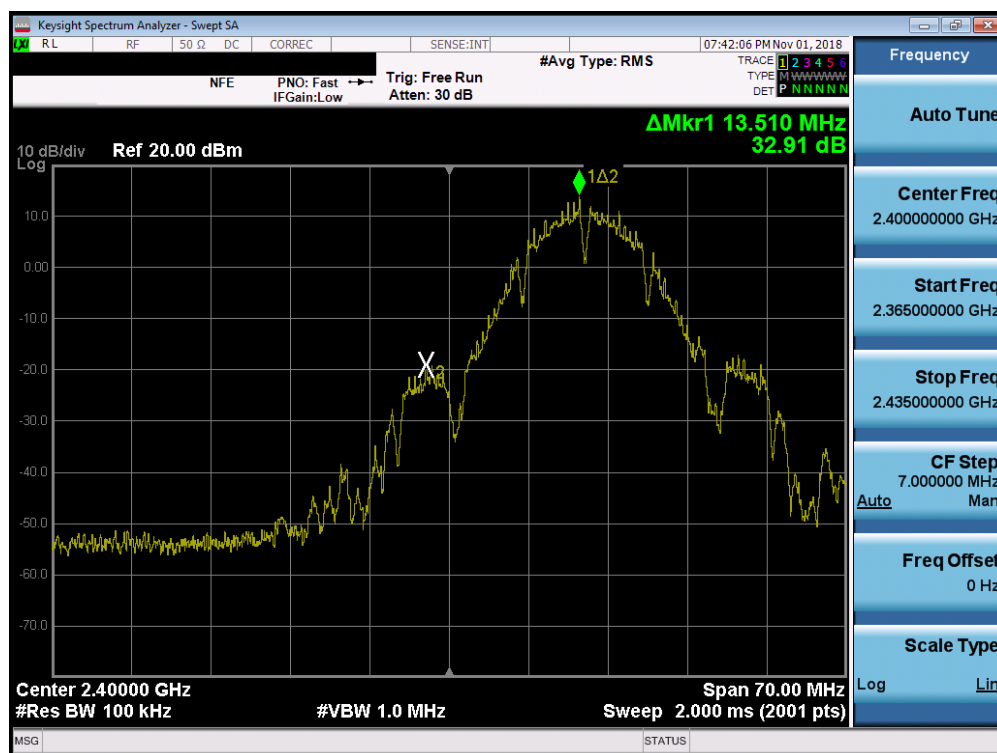 Keysight Spectrum Analyzer - Swept SA
LXI RL RF 50 Ω DC CORREC SENSE:INT 07:42:06 PM Nov 01, 2018
#Avg Type: RMS TRACE 1 2 3 4 5 6
NFE PNO: Fast Trig: Free Run TYPE M WWWWW
IFGain:Low Atten: 30 dB DET P N N N N N
ΔMkr1 13.510 MHz
32.91 dB
10 dB/div Ref 20.00 dBm
Log
1Δ2
10.0
0.00
-10.0
-20.0
2
-30.0
-40.0
-50.0
-60.0
-70.0
Center 2.40000 GHz Span 70.00 MHz
#Res BW 100 kHz #VBW 1.0 MHz Sweep 2.000 ms (2001 pts)
MSG STATUS
Frequency
Auto Tune
Center Freq
2.400000000 GHz
Start Freq
2.365000000 GHz
Stop Freq
2.435000000 GHz
CF Step
7.000000 MHz
Auto Man
Freq Offset
0 Hz
Scale Type
Log Lin